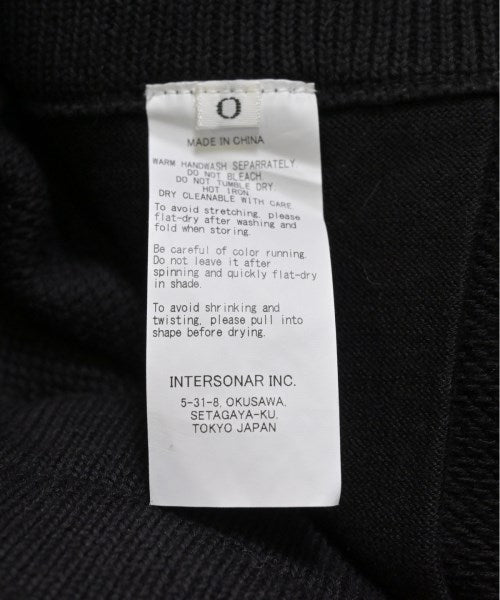 O
MADE IN CHINA
WARM HANDWASH SEPARRATELY
DO NOT BLEACH.
DO NOT TUMBLE DRY.
HOT IRON
DRY CLEANABLE WITH CARE
To avoid stretching, please
flat-dry after washing and
fold when storing.
Be careful of color running.
Do not leave it after
spinning and quickly flat-dry
in shade.
To avoid shrinking and
twisting, please pull into
shape before drying.
INTERSONAR INC.
5-31-8, OKUSAWA,
SETAGAYA-KU.
TOKYO JAPAN